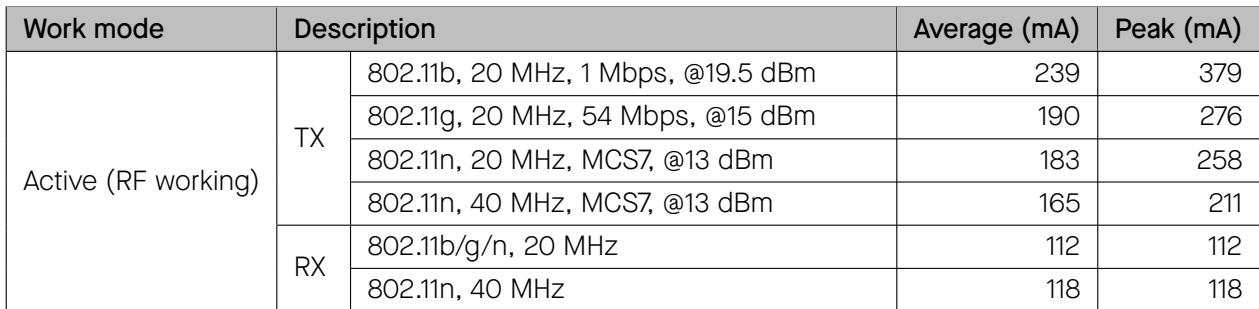 Work mode Description Average (mA) Peak (mA)
802.11b, 20 MHz, 1 Mbps, @19.5 dBm 239 379
802.11g, 20 MHz, 54 Mbps, @15 dBm 190 276
TX
802.11n, 20 MHz, MCS7, @13 dBm 183 258
Active (RF working)
802.11n, 40 MHz, MCS7, @13 dBm 165 211
802.11b/g/n, 20 MHz 112 112
RX
802.11n, 40 MHz 118 118